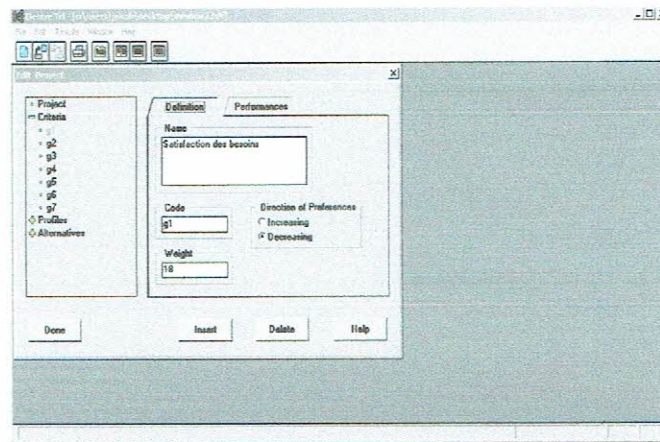 Edit Project
Project
Criteria
g1
g2
g3
g4
g5
g6
g7
Profiles
Alternatives
Definition
Performances
Name
Satisfaction des besoins
Code
g1
Direction of Preferences
Increasing
Decreasing
Weight
18
Done
Insert
Delete
Help